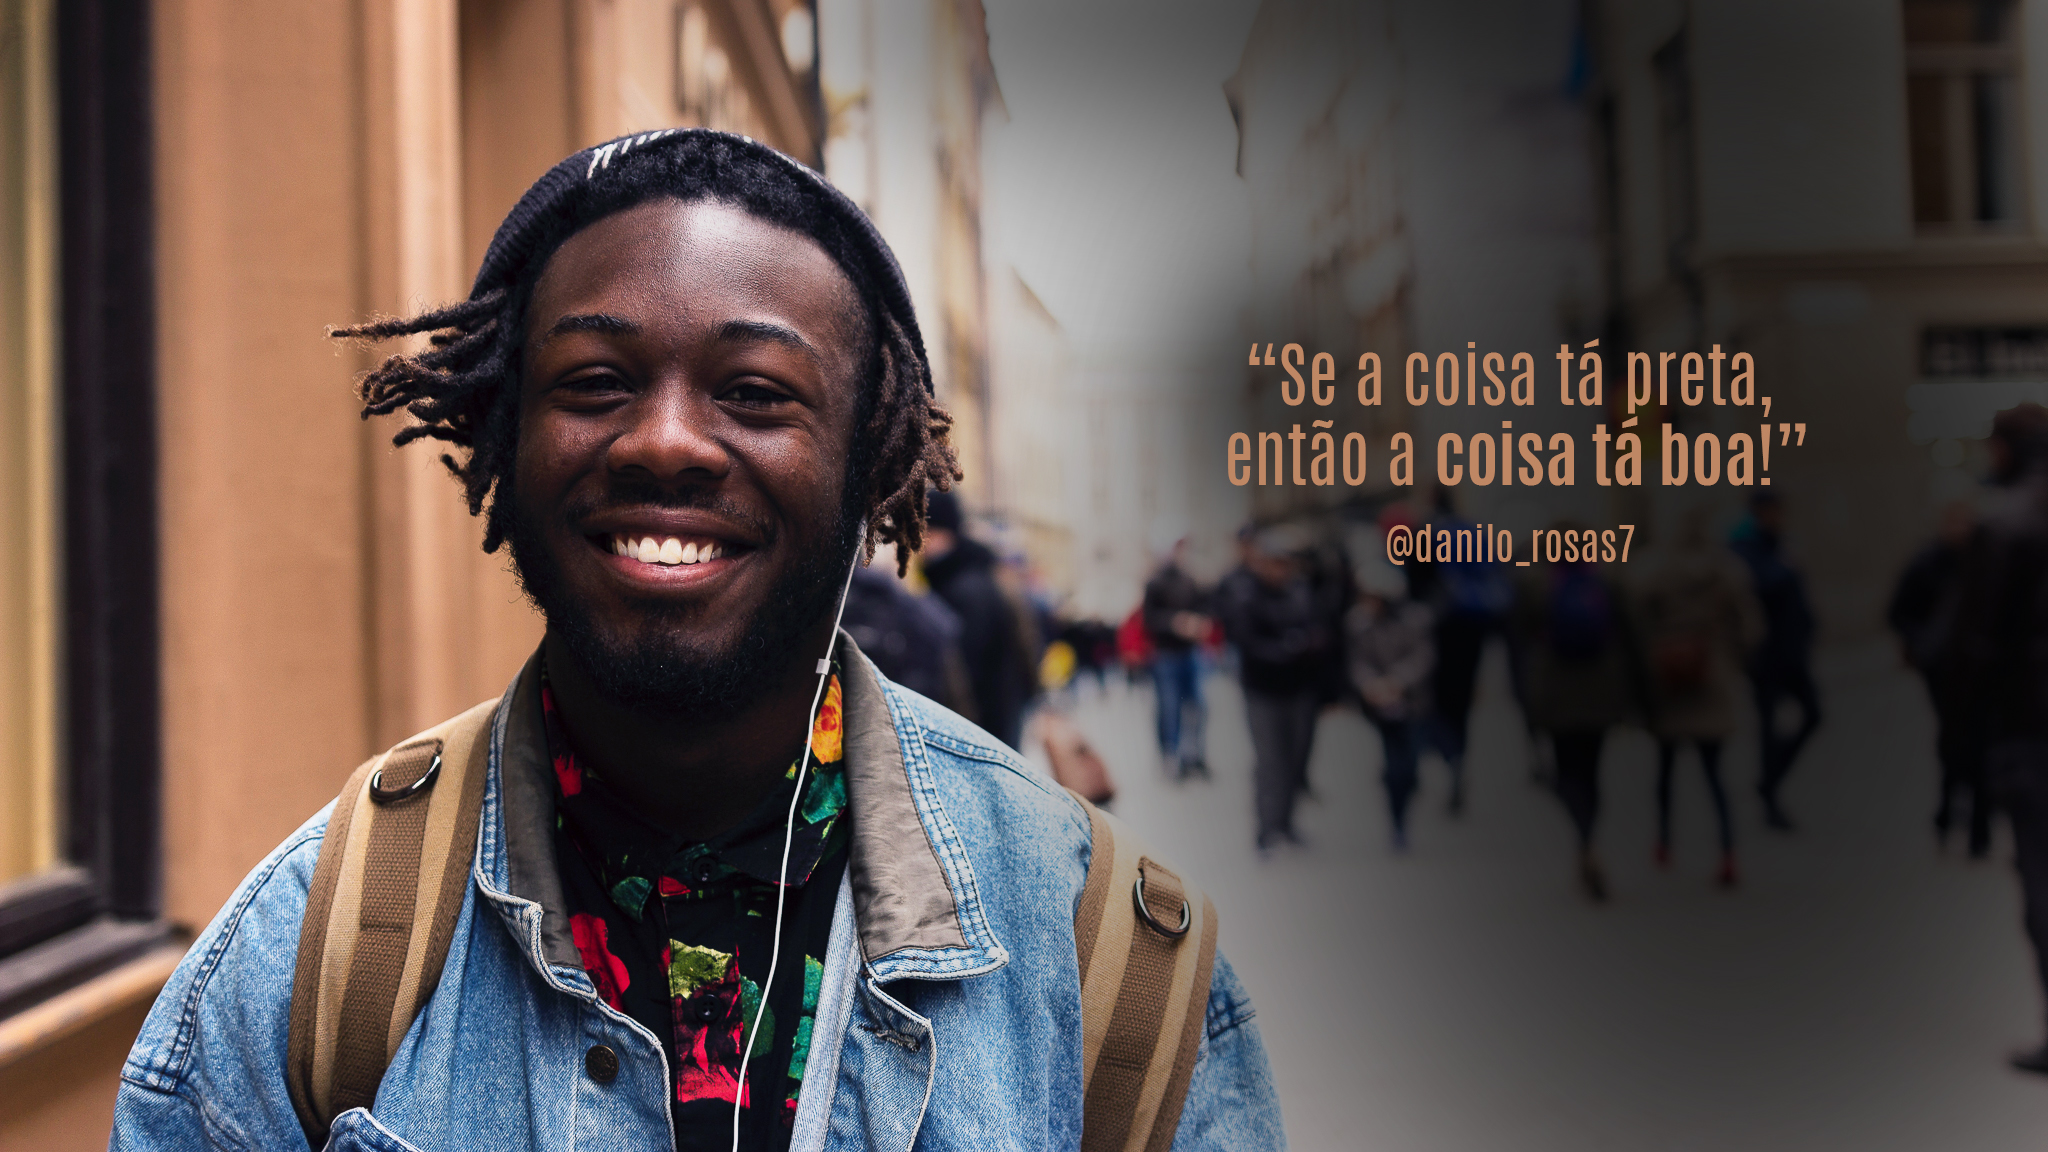 “Se a coisa tá preta,
então a coisa tá boa!”
@danilo_rosas7